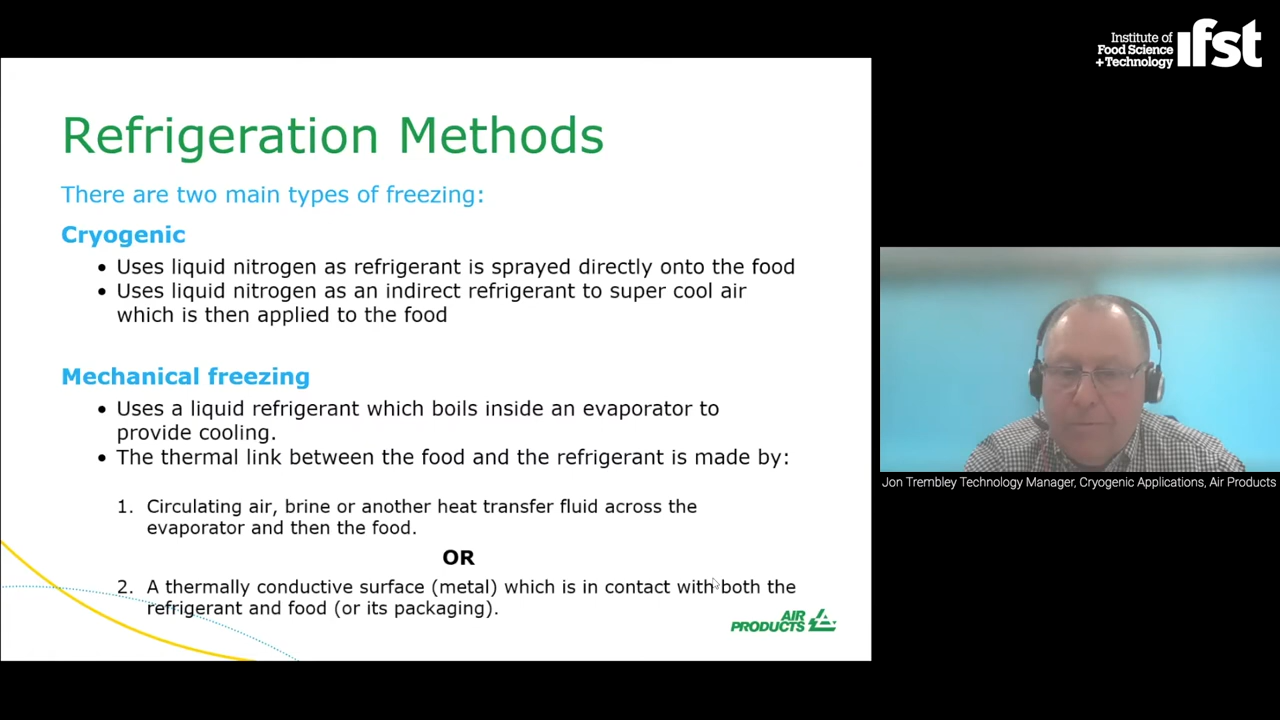 Institute of
Food Science
+Technology
ifst
Refrigeration Methods
There are two main types of freezing:
Cryogenic
• Uses liquid nitrogen as refrigerant is sprayed directly onto the food
• Uses liquid nitrogen as an indirect refrigerant to super cool air
which is then applied to the food
Mechanical freezing
• Uses a liquid refrigerant which boils inside an evaporator to
provide cooling.
• The thermal link between the food and the refrigerant is made by:
1. Circulating air, brine or another heat transfer fluid across the
evaporator and then the food.
OR
2. A thermally conductive surface (metal) which is in contact with both the
refrigerant and food (or its packaging).
AIR
PRODUCTS
Jon Trembley Technology Manager, Cryogenic Applications, Air Products